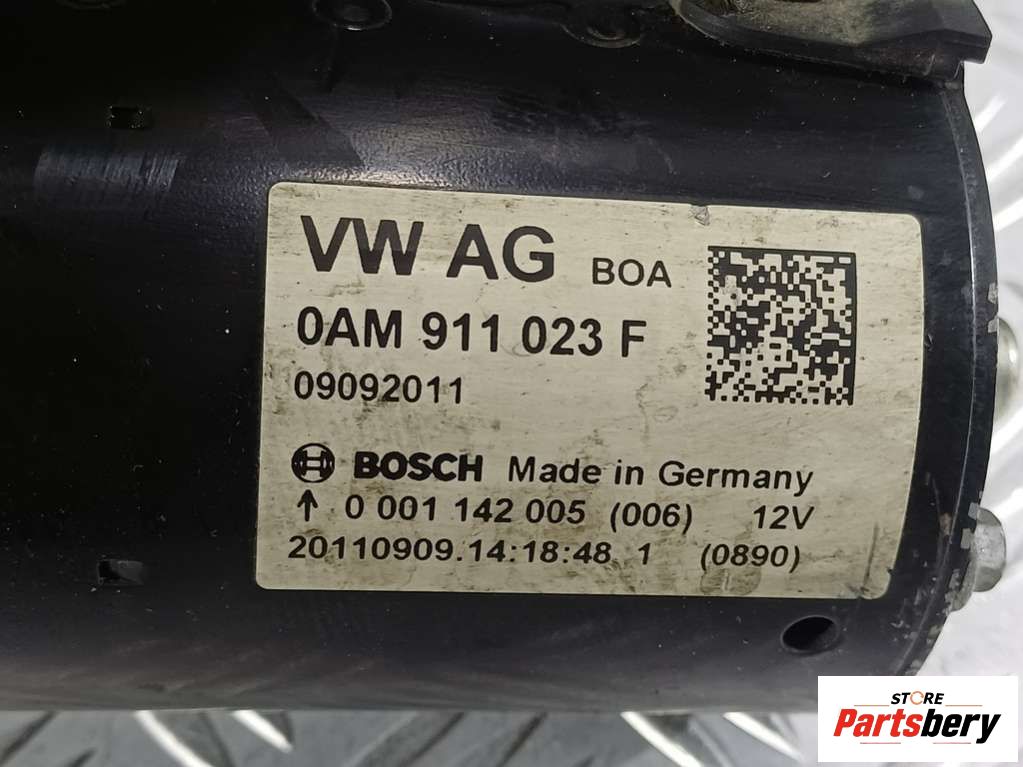 VW AG BOA
0AM 911 023 F
09092011
BOSCH Made in Germany
↑ 0 001 142 005 (006) 12V
20110909.14:18:48 1 (0890)
STORE
Partsbery